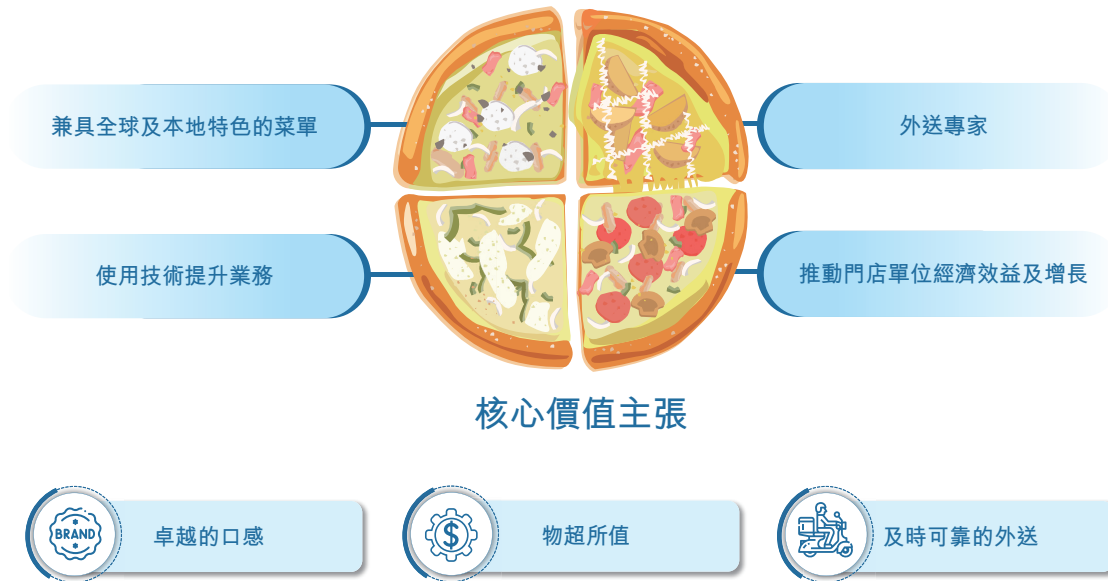 兼具全球及本地特色的菜單
外送專家
使用技術提升業務
推動門店單位經濟效益及增長
核心價值主張
BRAND
卓越的口感
$
物超所值
及時可靠的外送